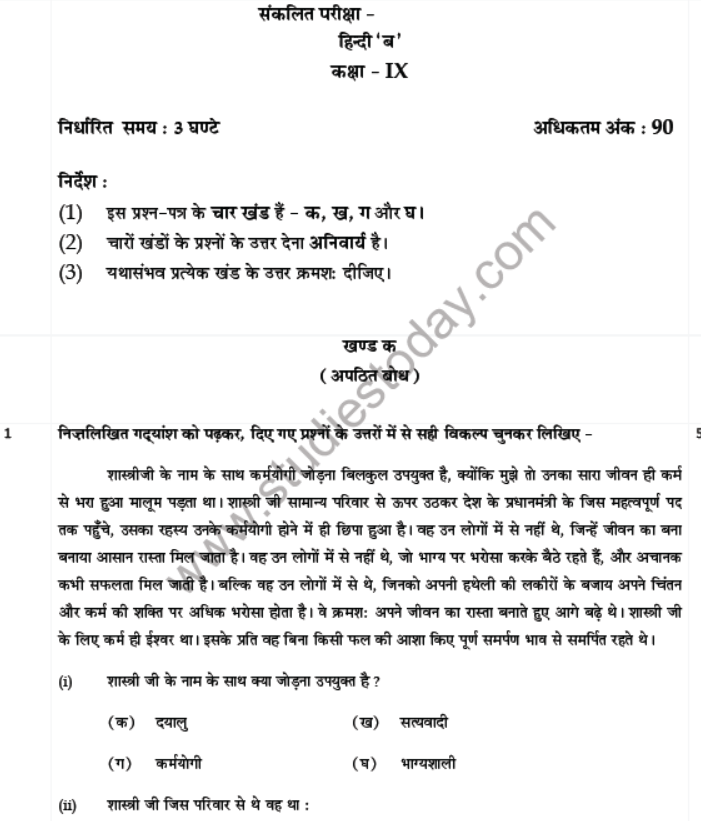 संकलित परीक्षा -
हिन्दी ‘ब’
कक्षा - IX
निर्धारित समय : 3 घण्टे अधिकतम अंक : 90
निर्देश :
(1) इस प्रश्न-पत्र के चार खंड हैं - क, ख, ग और घ।
(2) चारों खंडों के प्रश्नों के उत्तर देना अनिवार्य है।
(3) यथासंभव प्रत्येक खंड के उत्तर क्रमशः दीजिए।
खण्ड क
( अपठित बोध )
1 निम्नलिखित गद्यांश को पढ़कर, दिए गए प्रश्नों के उत्तरों में से सही विकल्प चुनकर लिखिए - 5
शास्त्रीजी के नाम के साथ कर्मयोगी जोड़ना बिलकुल उपयुक्त है, क्योंकि मुझे तो उनका सारा जीवन ही कर्म
से भरा हुआ मालूम पड़ता था। शास्त्री जी सामान्य परिवार से ऊपर उठकर देश के प्रधानमंत्री के जिस महत्वपूर्ण पद
तक पहुँचे, उसका रहस्य उनके कर्मयोगी होने में ही छिपा हुआ है। वह उन लोगों में से नहीं थे, जिन्हें जीवन का बना
बनाया आसान रास्ता मिल जाता है। वह उन लोगों में से नहीं थे, जो भाग्य पर भरोसा करके बैठे रहते हैं, और अचानक
कभी सफलता मिल जाती है। बल्कि वह उन लोगों में से थे, जिनको अपनी हथेली की लकीरों के बजाय अपने चिंतन
और कर्म की शक्ति पर अधिक भरोसा होता है। वे क्रमशः अपने जीवन का रास्ता बनाते हुए आगे बढ़े थे। शास्त्री जी
के लिए कर्म ही ईश्वर था। इसके प्रति वह बिना किसी फल की आशा किए पूर्ण समर्पण भाव से समर्पित रहते थे।
(i) शास्त्री जी के नाम के साथ क्या जोड़ना उपयुक्त है ?
(क) दयालु (ख) सत्यवादी
(ग) कर्मयोगी (घ) भाग्यशाली
(ii) शास्त्री जी जिस परिवार से थे वह था :
www.studiestoday.com